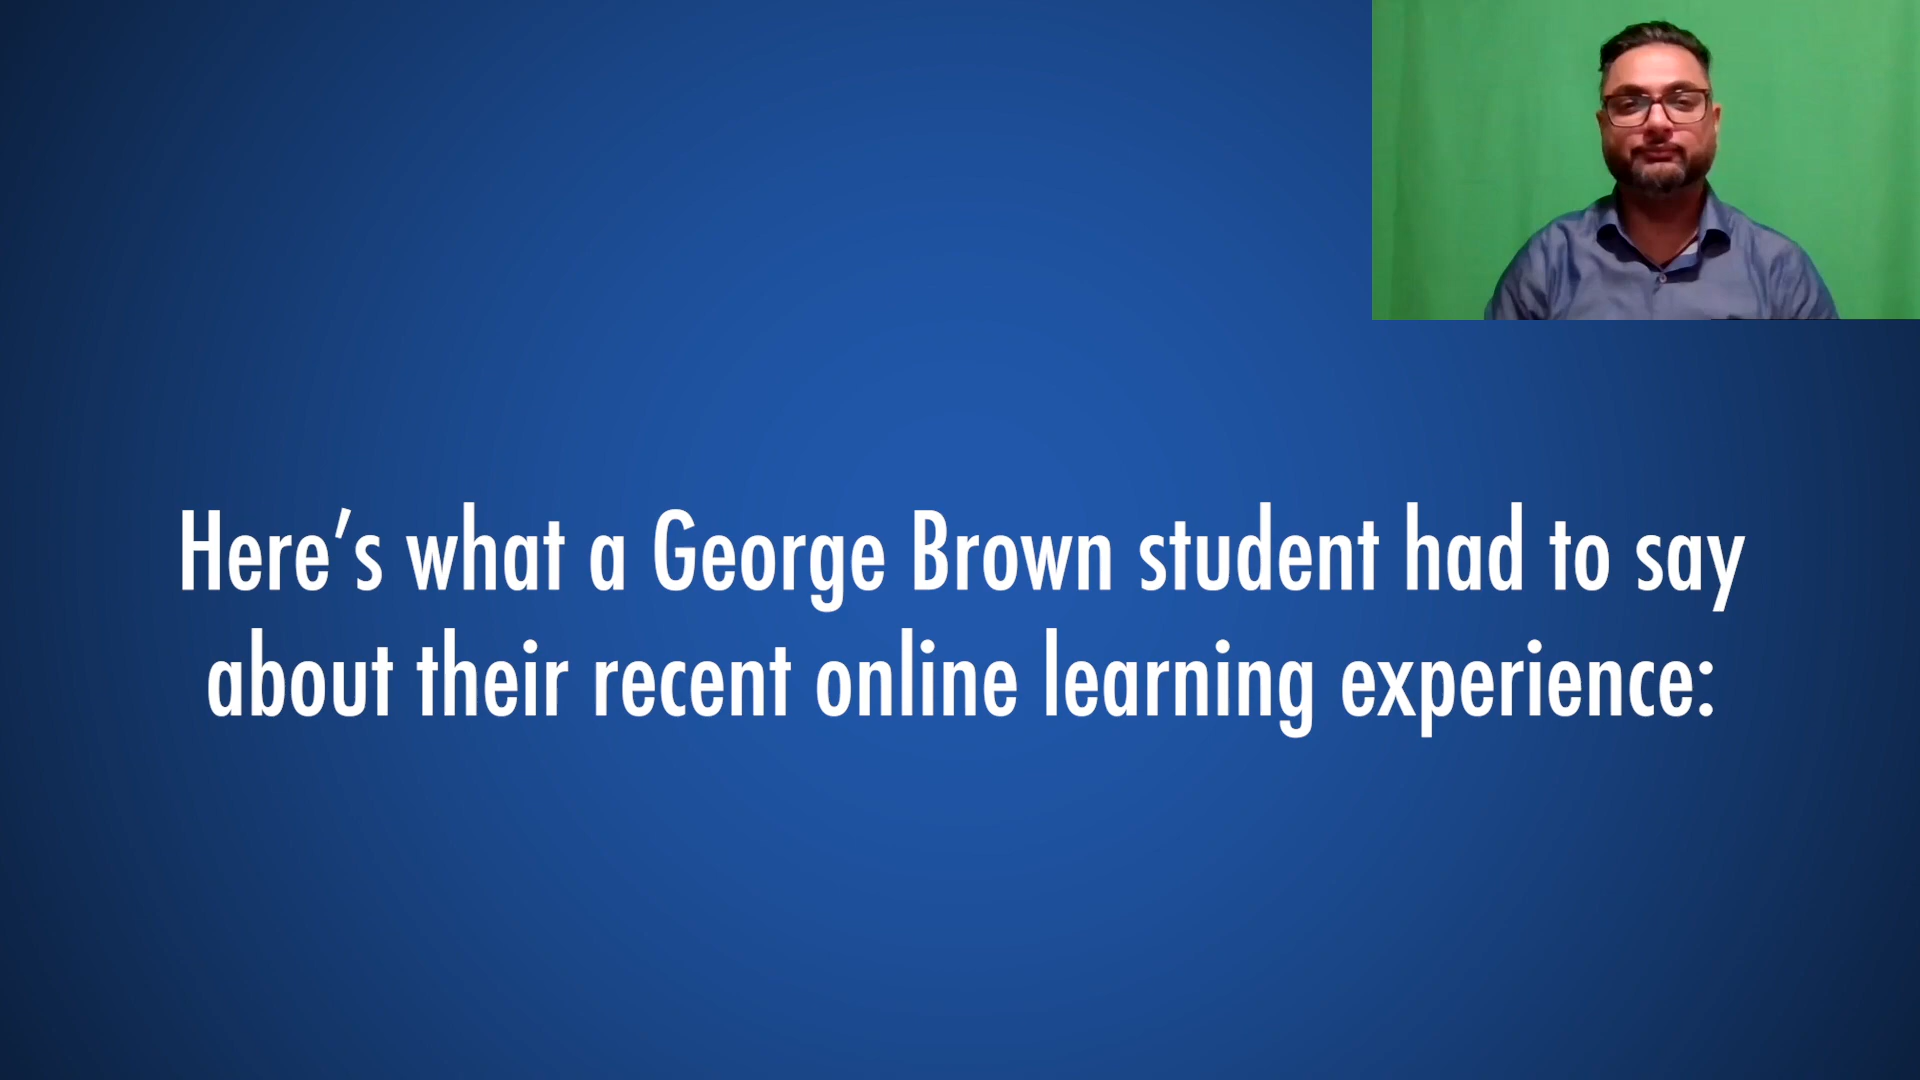 Here’s what a George Brown student had to say
about their recent online learning experience: